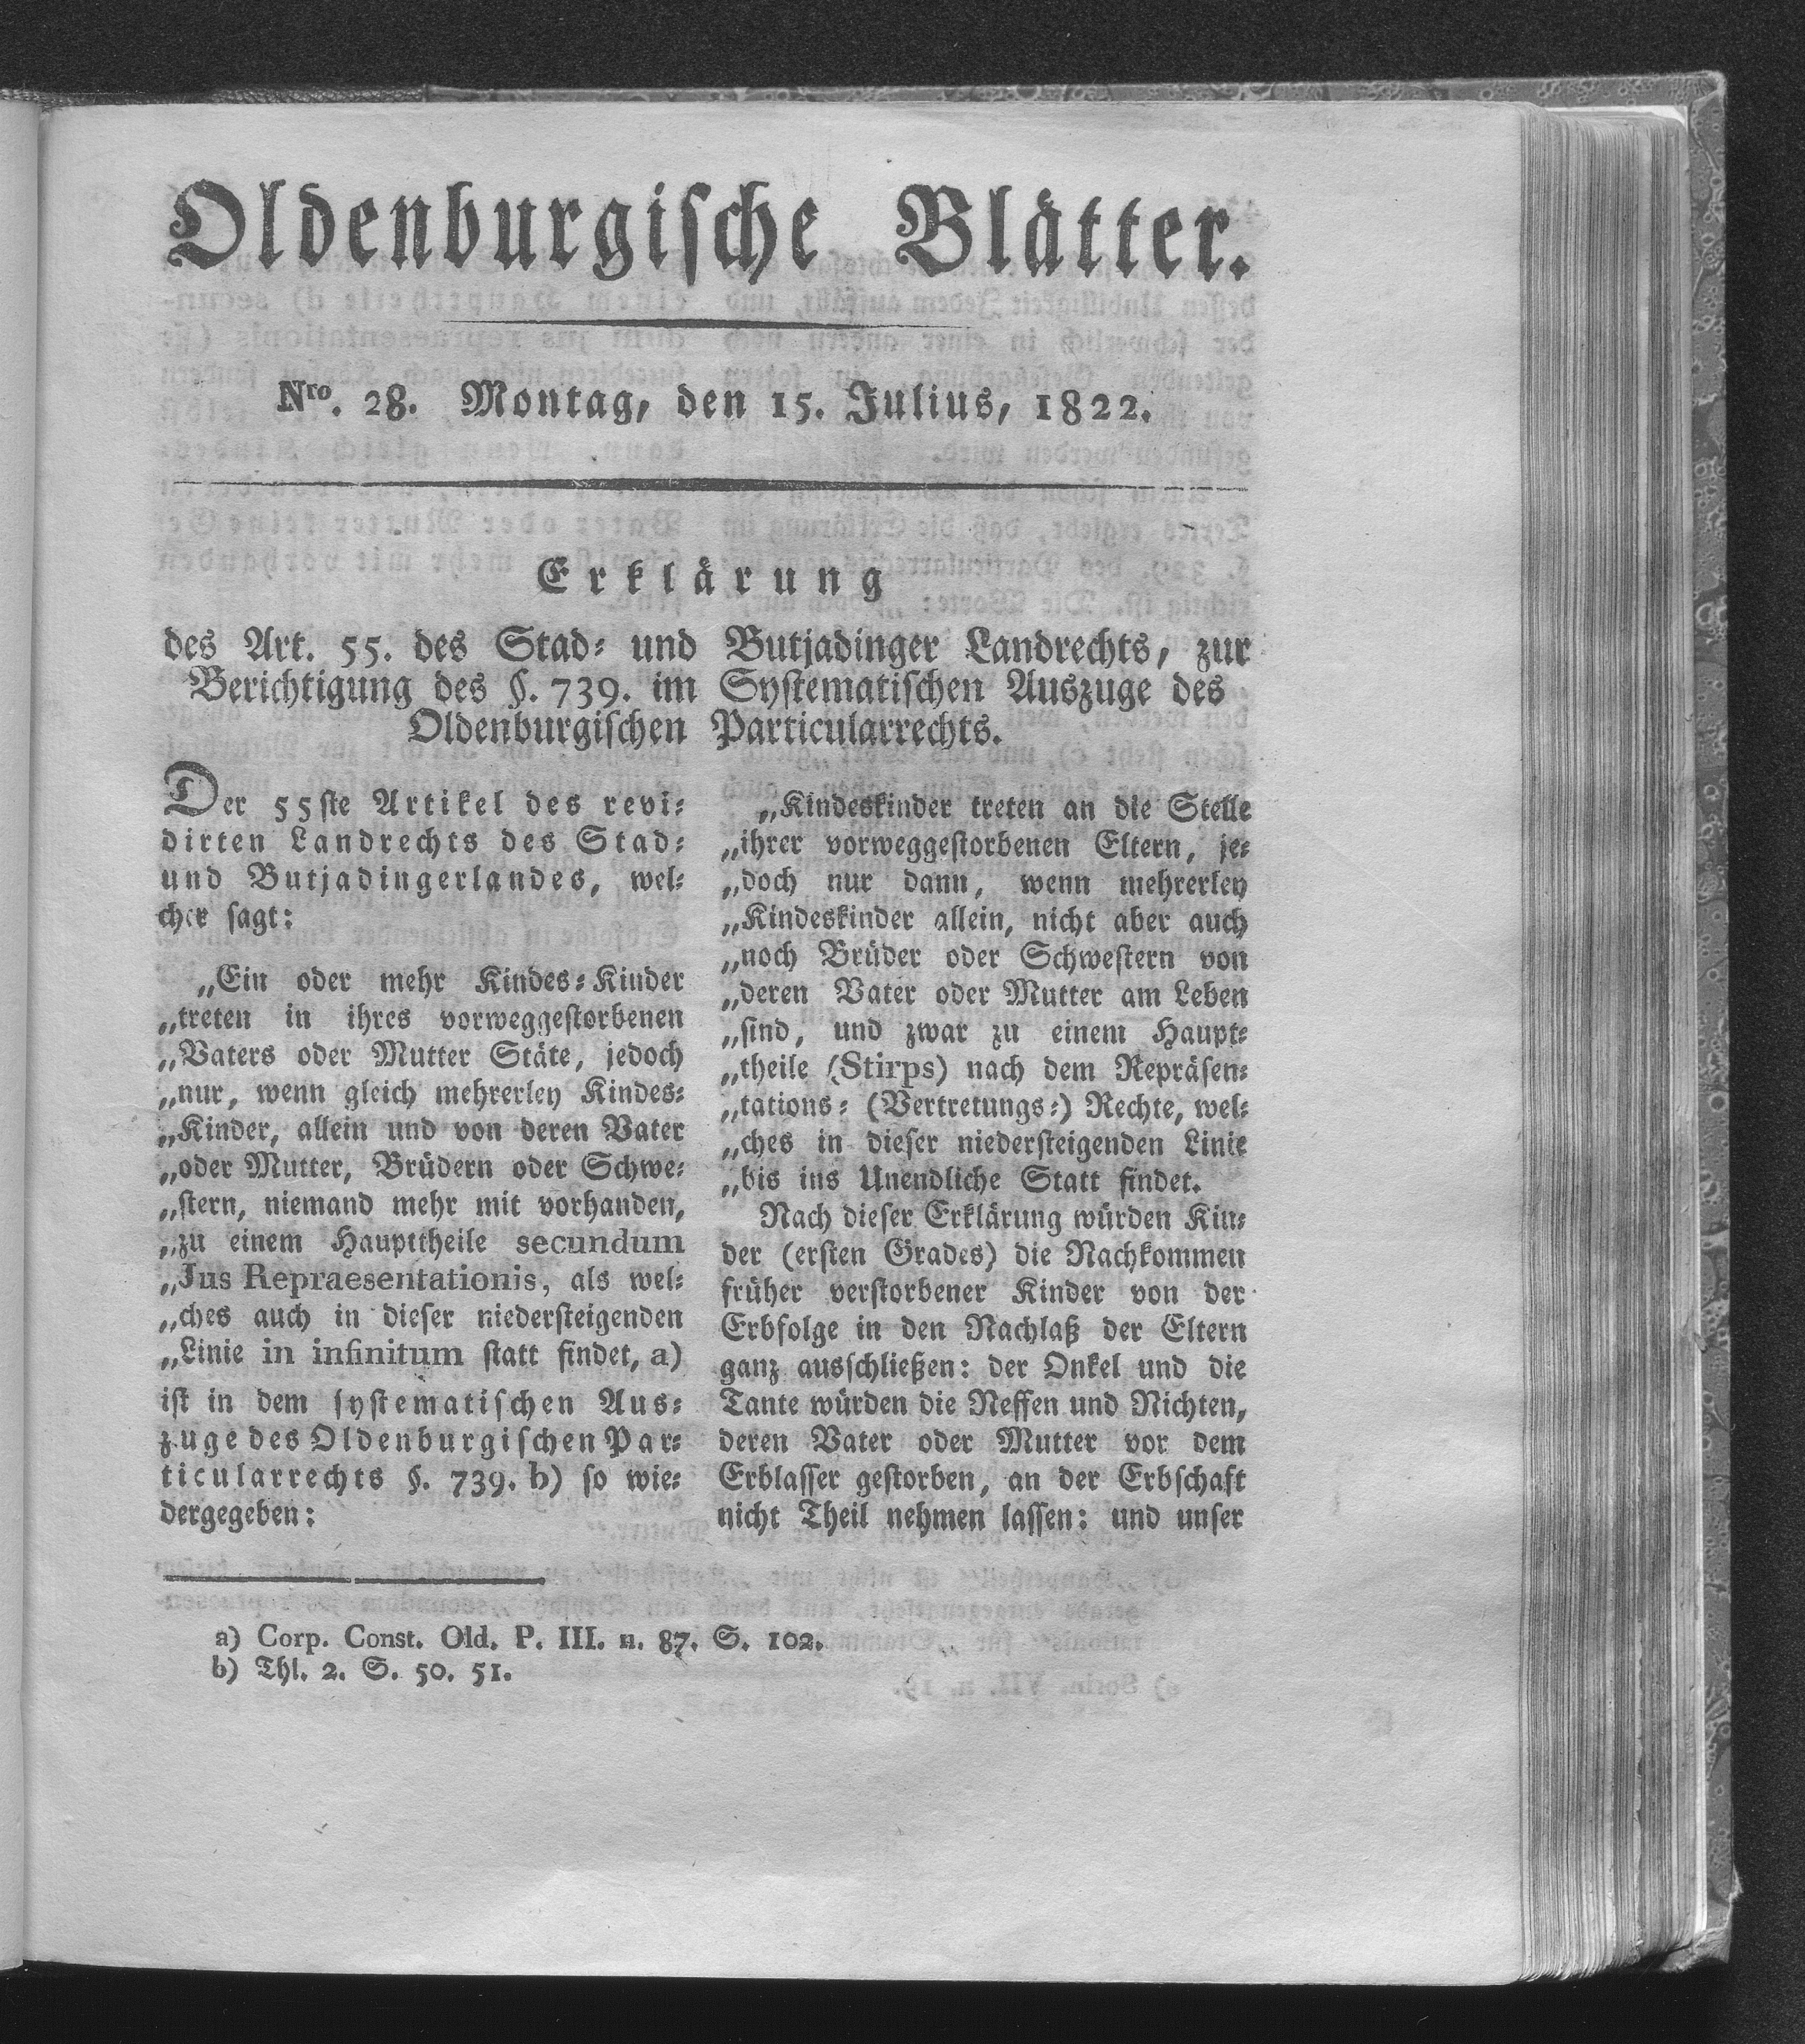 Oldenburgische Blätter.
Nro. 28. Montag, den 15. Julius, 1822.
Erklärung
des Art. 55. des Stad- und Butjadinger Landrechts, zur
Berichtigung des §. 739. im Systematischen Auszuge des
Oldenburgischen Particularrechts.
Der 55ste Artikel des revi-
dirten Landrechts des Stad-
und Butjadingerlandes, wel-
cher sagt:
„Ein oder mehr Kindes-Kinder
„treten in ihres vorweggestorbenen
„Vaters oder Mutter Stäte, jedoch
„nur, wenn gleich mehrerley Kindes-
„Kinder, allein und von deren Vater
„oder Mutter, Brüdern oder Schwe-
„stern, niemand mehr mit vorhanden,
„zu einem Haupttheile secundum
„Jus Repraesentationis, als wel-
„ches auch in dieser niedersteigenden
„Linie in infinitum statt findet, a)
ist in dem systematischen Aus-
zuge des Oldenburgischen Par-
ticularrechts §. 739. b) so wie-
dergegeben:
„Kindeskinder treten an die Stelle
„ihrer vorweggestorbenen Eltern, je-
„doch nur dann, wenn mehrerley
„Kindeskinder allein, nicht aber auch
„noch Brüder oder Schwestern von
„deren Vater oder Mutter am Leben
„sind, und zwar zu einem Haupt-
„theile (Stirps) nach dem Repräsen-
„tations- (Vertretungs-) Rechte, wel-
„ches in dieser niedersteigenden Linie
„bis ins Unendliche Statt findet.
Nach dieser Erklärung würden Kin-
der (ersten Grades) die Nachkommen
früher verstorbener Kinder von der
Erbfolge in den Nachlaß der Eltern
ganz ausschließen: der Onkel und die
Tante würden die Neffen und Nichten,
deren Vater oder Mutter vor dem
Erblasser gestorben, an der Erbschaft
nicht Theil nehmen lassen: und unser
a) Corp. Const. Old. P. III. n. 87. S. 102.
b) Thl. 2. S. 50. 51.